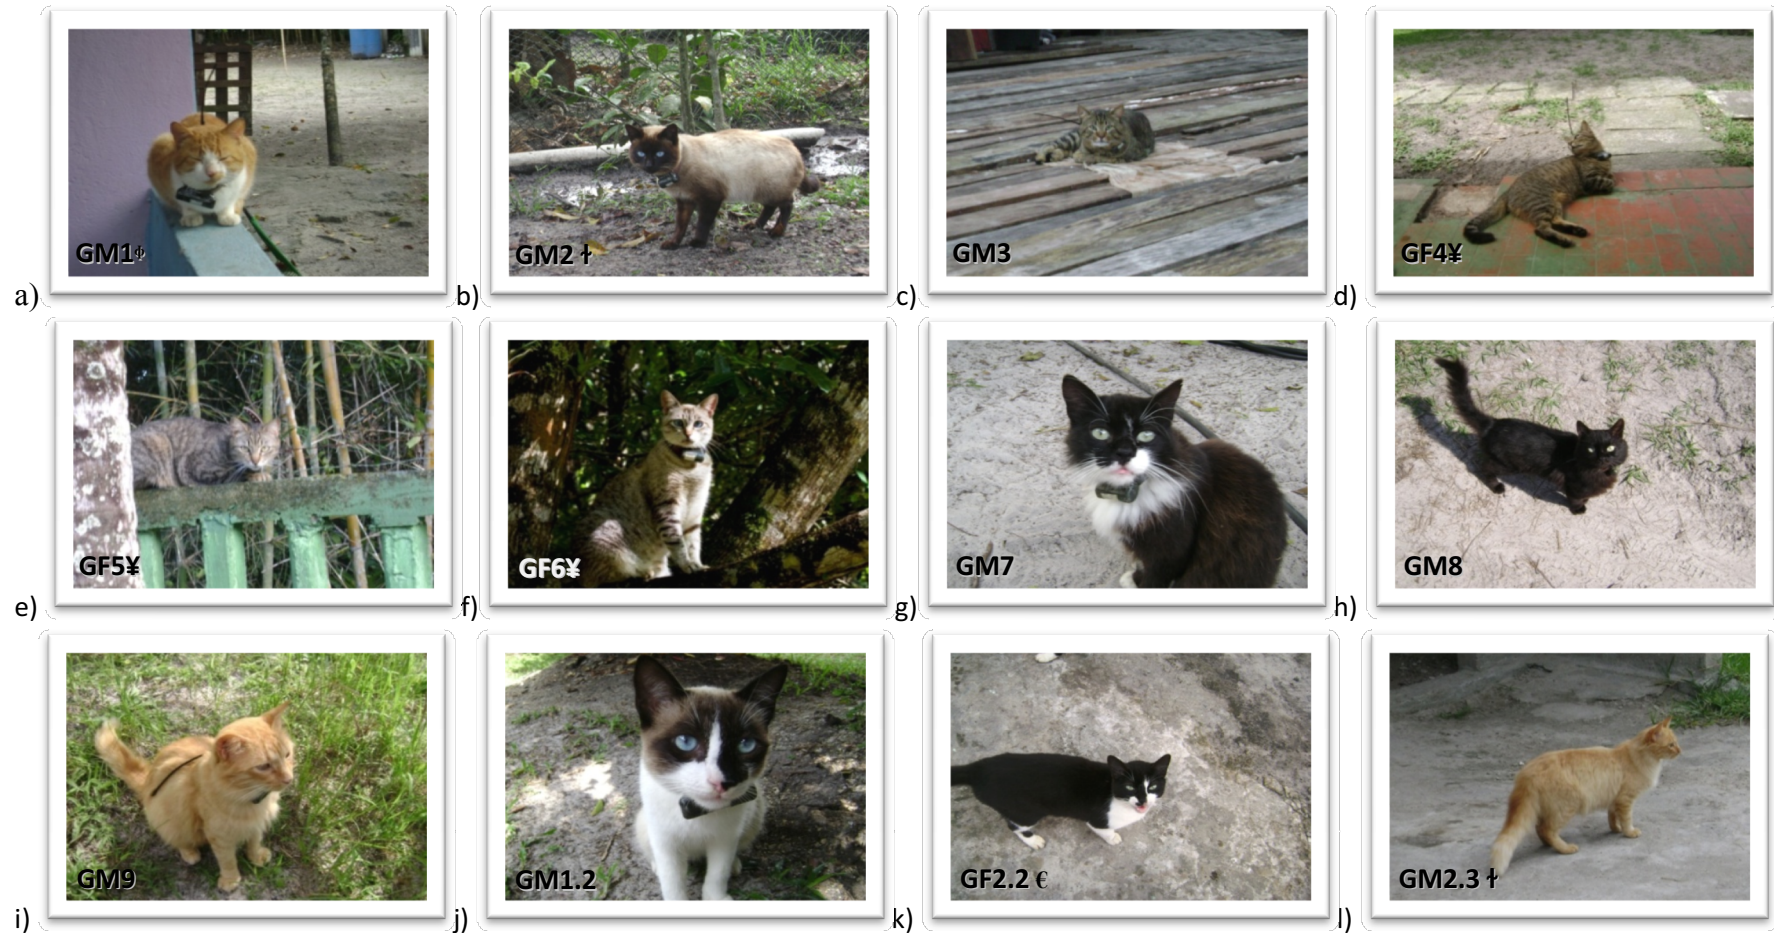 GM1Φ
GM2 ƚ
GM3
GF4¥
a)
b)
c)
d)
GF5¥
GF6¥
GM7
GM8
e)
f)
g)
h)
GM9
GM1.2
GF2.2 €
GM2.3 ƚ
i)
j)
k)
l)